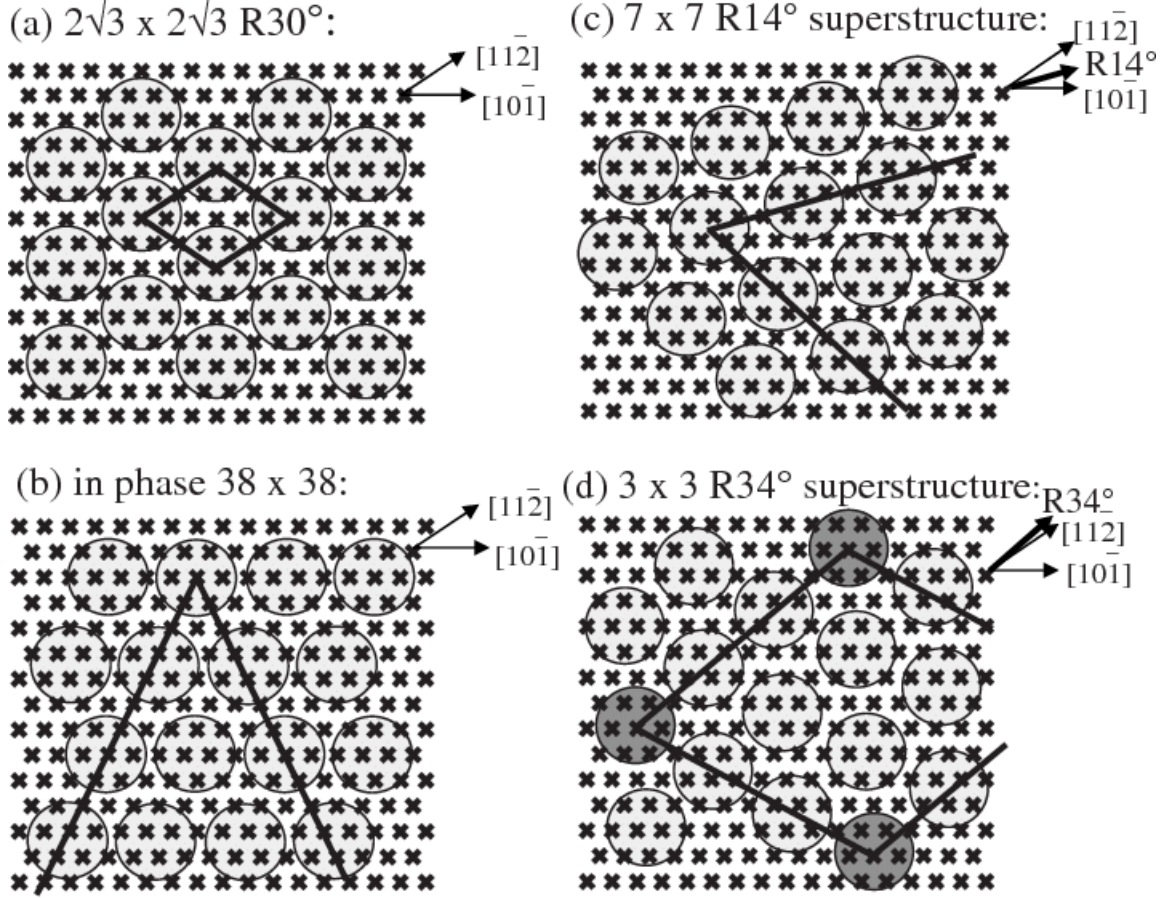 (a) 2√3 x 2√3 R30°:
[112̄]
[101̄]
(c) 7 x 7 R14° superstructure:
[112̄]
R14°
[101̄]
(b) in phase 38 x 38:
[112̄]
[101̄]
(d) 3 x 3 R34° superstructure:
R34°
[112̄]
[101̄]